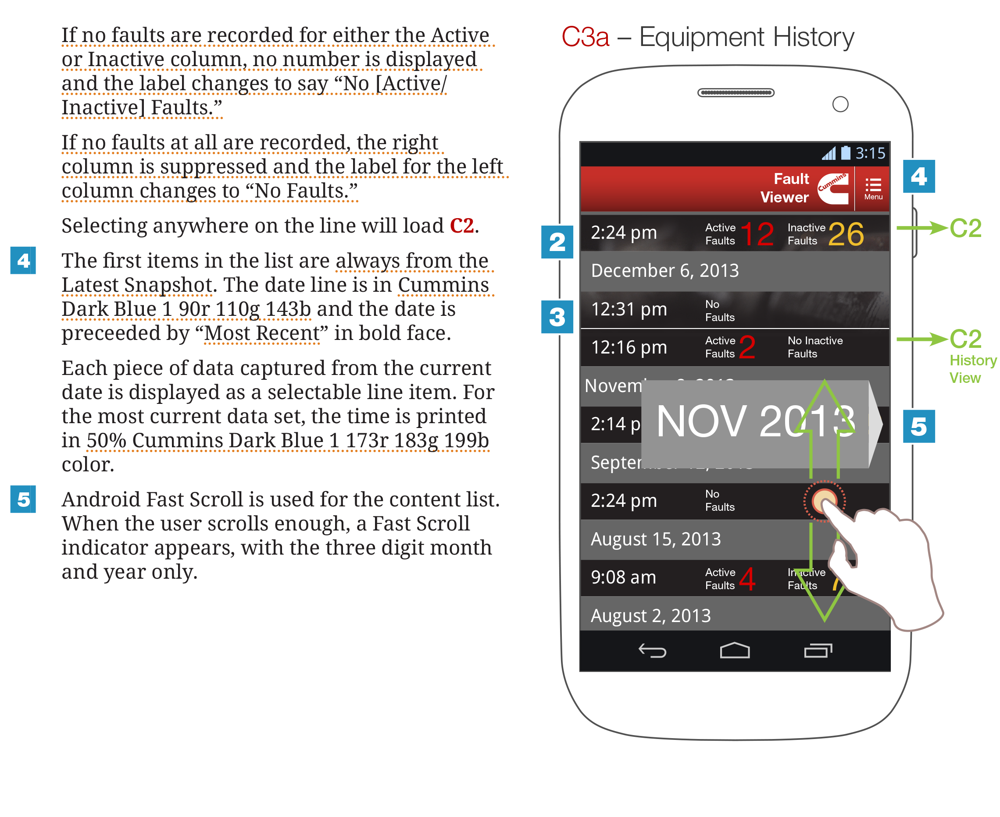 If no faults are recorded for either the Active
or Inactive column, no number is displayed
and the label changes to say “No [Active/
Inactive] Faults.”
If no faults at all are recorded, the right
column is suppressed and the label for the left
column changes to “No Faults.”
Selecting anywhere on the line will load C2.
4
The first items in the list are always from the
Latest Snapshot. The date line is in Cummins
Dark Blue 1 90r 110g 143b and the date is
preceeded by “Most Recent” in bold face.
Each piece of data captured from the current
date is displayed as a selectable line item. For
the most current data set, the time is printed
in 50% Cummins Dark Blue 1 173r 183g 199b
color.
5
Android Fast Scroll is used for the content list.
When the user scrolls enough, a Fast Scroll
indicator appears, with the three digit month
and year only.
C3a – Equipment History
3:15
4
Fault
Viewer
Cummins
Menu
2
2:24 pm
Active
Faults
12
Inactive
Faults
26
C2
December 6, 2013
3
12:31 pm
No
Faults
12:16 pm
Active
Faults
2
No Inactive
Faults
C2
History
View
Novem
2013
2:14 p
NOV 2013
5
Septem
2:24 pm
No
Faults
August 15, 2013
9:08 am
Active
Faults
4
Inactive
Faults
7
August 2, 2013